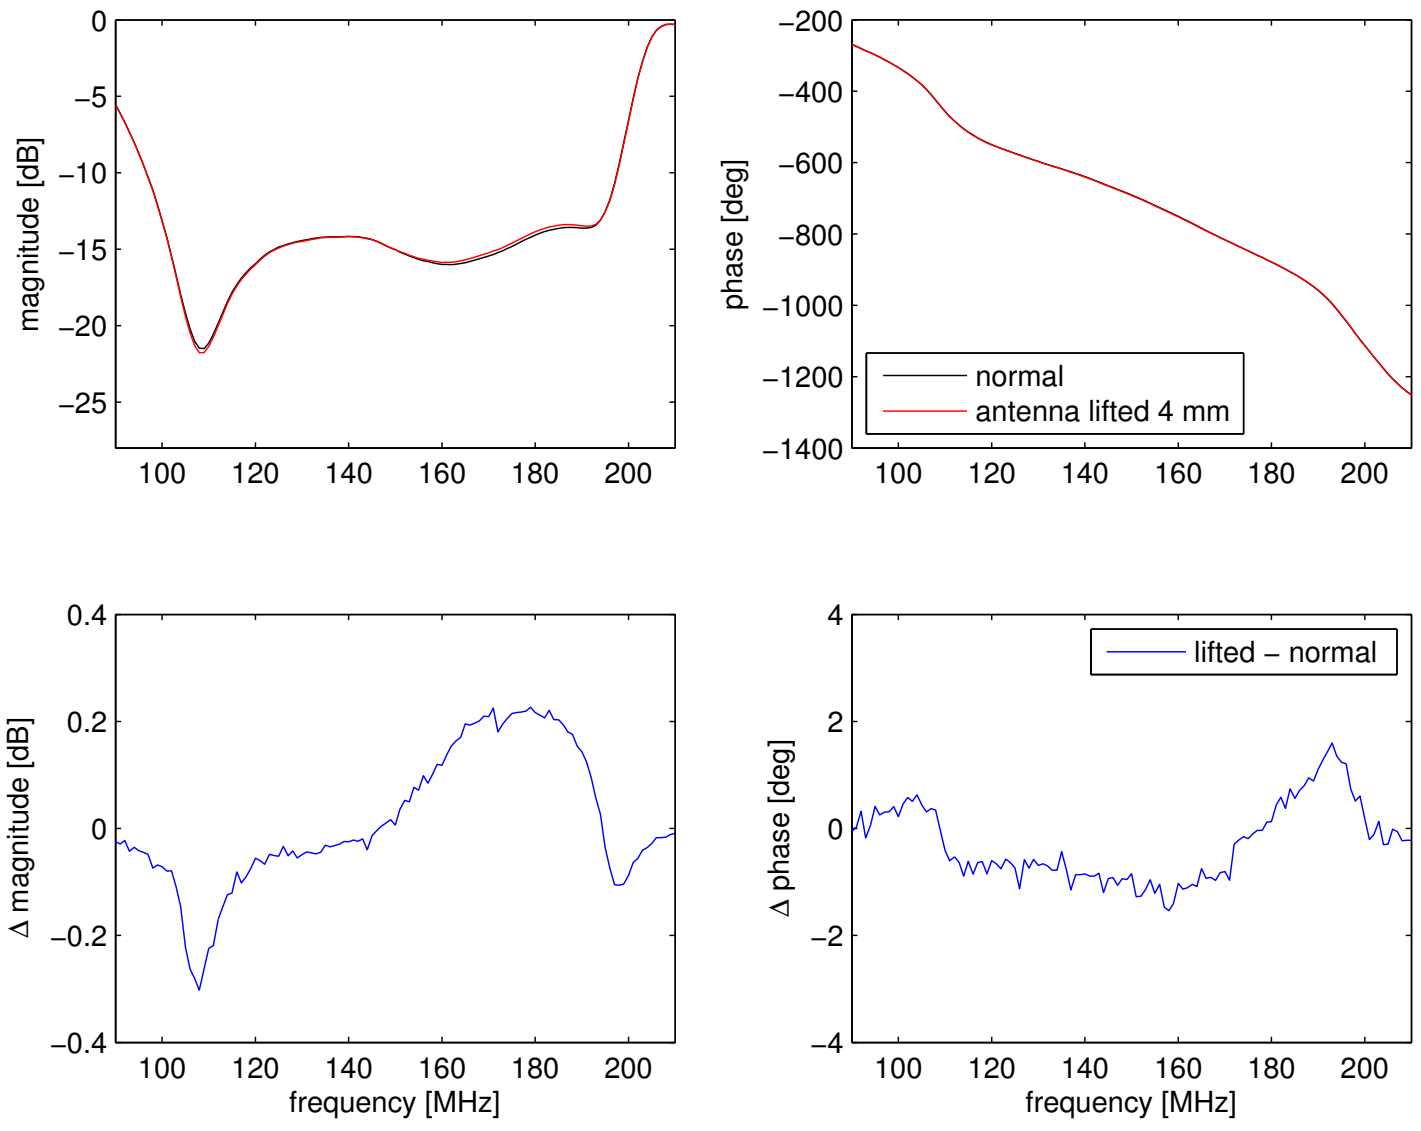 magnitude [dB]
0
−5
−10
−15
−20
−25
100 120 140 160 180 200
phase [deg]
−200
−400
−600
−800
−1000
−1200
−1400
100 120 140 160 180 200
normal
antenna lifted 4 mm
Δ magnitude [dB]
0.4
0.2
0
−0.2
−0.4
100 120 140 160 180 200
frequency [MHz]
Δ phase [deg]
4
2
0
−2
−4
100 120 140 160 180 200
frequency [MHz]
lifted − normal